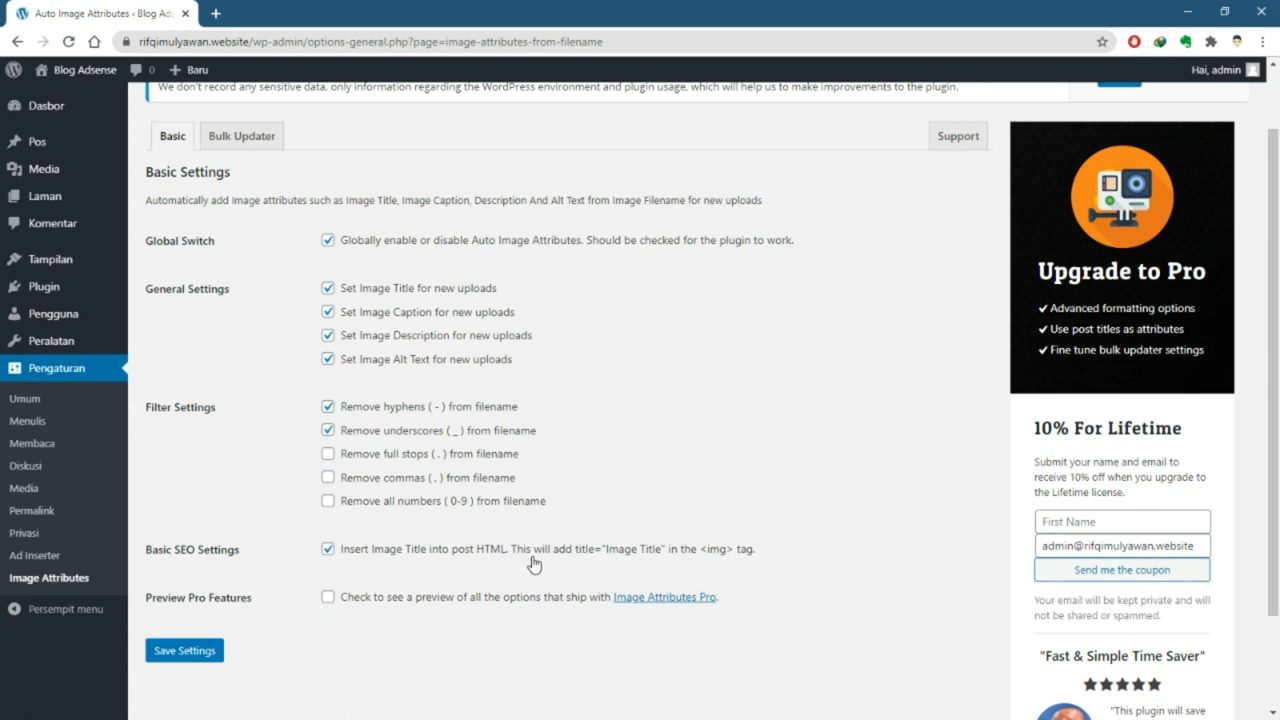 Auto Image Attributes ‹ Blog Ads
rifqimulyawan.website/wp-admin/options-general.php?page=image-attributes-from-filename
Blog Adsense
0
Baru
Hai, admin
Dasbor
Pos
Media
Laman
Komentar
Tampilan
Plugin
Pengguna
Peralatan
Pengaturan
Umum
Menulis
Membaca
Diskusi
Media
Permalink
Privasi
Ad Inserter
Image Attributes
Persempit menu
We don't record any sensitive data, only information regarding the WordPress environment and plugin usage, which will help us to make improvements to the plugin.
Basic
Bulk Updater
Support
Basic Settings
Automatically add Image attributes such as Image Title, Image Caption, Description And Alt Text from Image Filename for new uploads
Global Switch
Globally enable or disable Auto Image Attributes. Should be checked for the plugin to work.
General Settings
Set Image Title for new uploads
Set Image Caption for new uploads
Set Image Description for new uploads
Set Image Alt Text for new uploads
Filter Settings
Remove hyphens ( - ) from filename
Remove underscores ( _ ) from filename
Remove full stops ( . ) from filename
Remove commas ( , ) from filename
Remove all numbers ( 0-9 ) from filename
Basic SEO Settings
Insert Image Title into post HTML. This will add title="Image Title" in the <img> tag.
Preview Pro Features
Check to see a preview of all the options that ship with Image Attributes Pro.
Save Settings
Upgrade to Pro
✓ Advanced formatting options
✓ Use post titles as attributes
✓ Fine tune bulk updater settings
10% For Lifetime
Submit your name and email to
receive 10% off when you upgrade to
the Lifetime license.
First Name
admin@rifqimulyawan.website
Send me the coupon
Your email will be kept private and will
not be shared or spammed.
"Fast & Simple Time Saver"
★★★★★
"This plugin will save